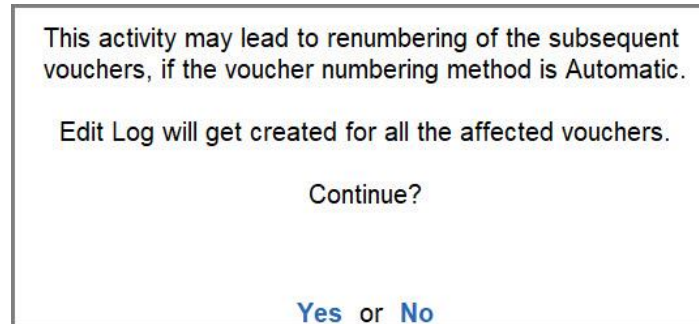 This activity may lead to renumbering of the subsequent
vouchers, if the voucher numbering method is Automatic.
Edit Log will get created for all the affected vouchers.
Continue?
Yes or No